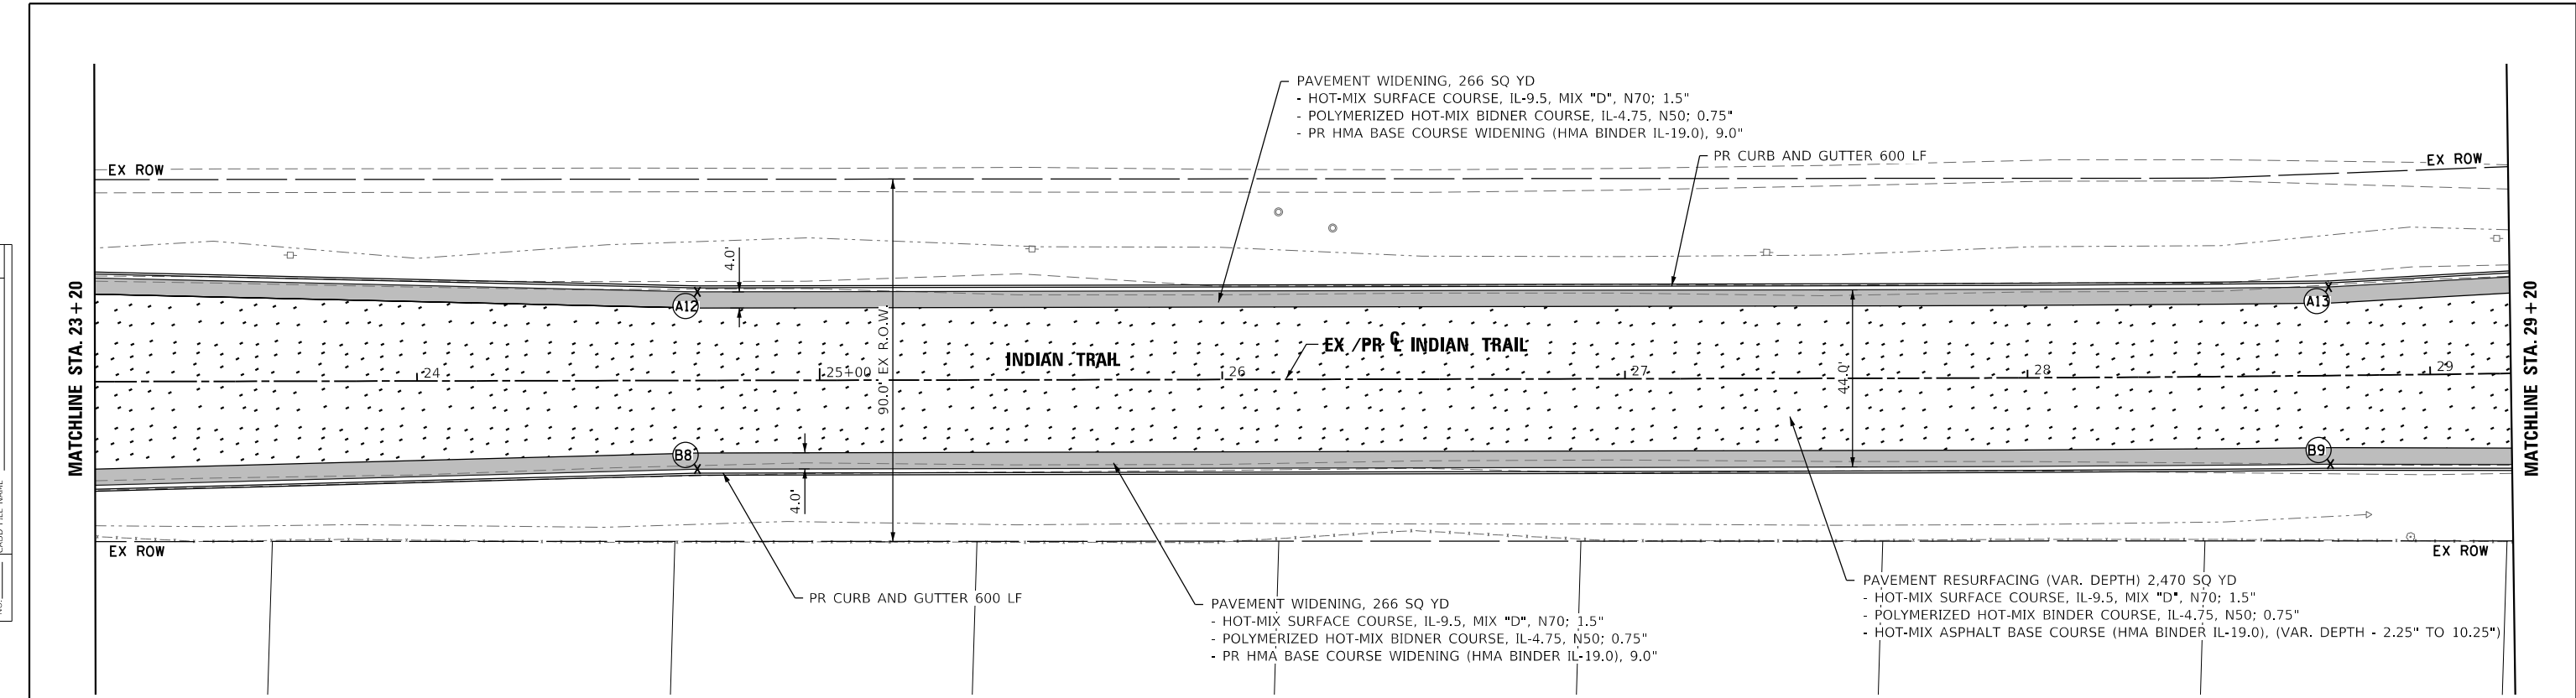 PAVEMENT WIDENING, 266 SQ YD
- HOT-MIX SURFACE COURSE, IL-9.5, MIX "D", N70; 1.5"
- POLYMERIZED HOT-MIX BIDNER COURSE, IL-4.75, N50; 0.75"
- PR HMA BASE COURSE WIDENING (HMA BINDER IL-19.0), 9.0"
PR CURB AND GUTTER 600 LF
EX ROW
EX ROW
4.0'
A12
A13
MATCHLINE STA. 23+20
MATCHLINE STA. 29+20
90.0' EX R.O.W.
INDIAN TRAIL
EX /PR ℄ INDIAN TRAIL
44.0'
24
25+00
26
27
28
29
B8
B9
4.0'
EX ROW
EX ROW
PR CURB AND GUTTER 600 LF
PAVEMENT WIDENING, 266 SQ YD
- HOT-MIX SURFACE COURSE, IL-9.5, MIX "D", N70; 1.5"
- POLYMERIZED HOT-MIX BIDNER COURSE, IL-4.75, N50; 0.75"
- PR HMA BASE COURSE WIDENING (HMA BINDER IL-19.0), 9.0"
PAVEMENT RESURFACING (VAR. DEPTH) 2,470 SQ YD
- HOT-MIX SURFACE COURSE, IL-9.5, MIX "D", N70; 1.5"
- POLYMERIZED HOT-MIX BINDER COURSE, IL-4.75, N50; 0.75"
- HOT-MIX ASPHALT BASE COURSE (HMA BINDER IL-19.0), (VAR. DEPTH - 2.25" TO 10.25")
NO.